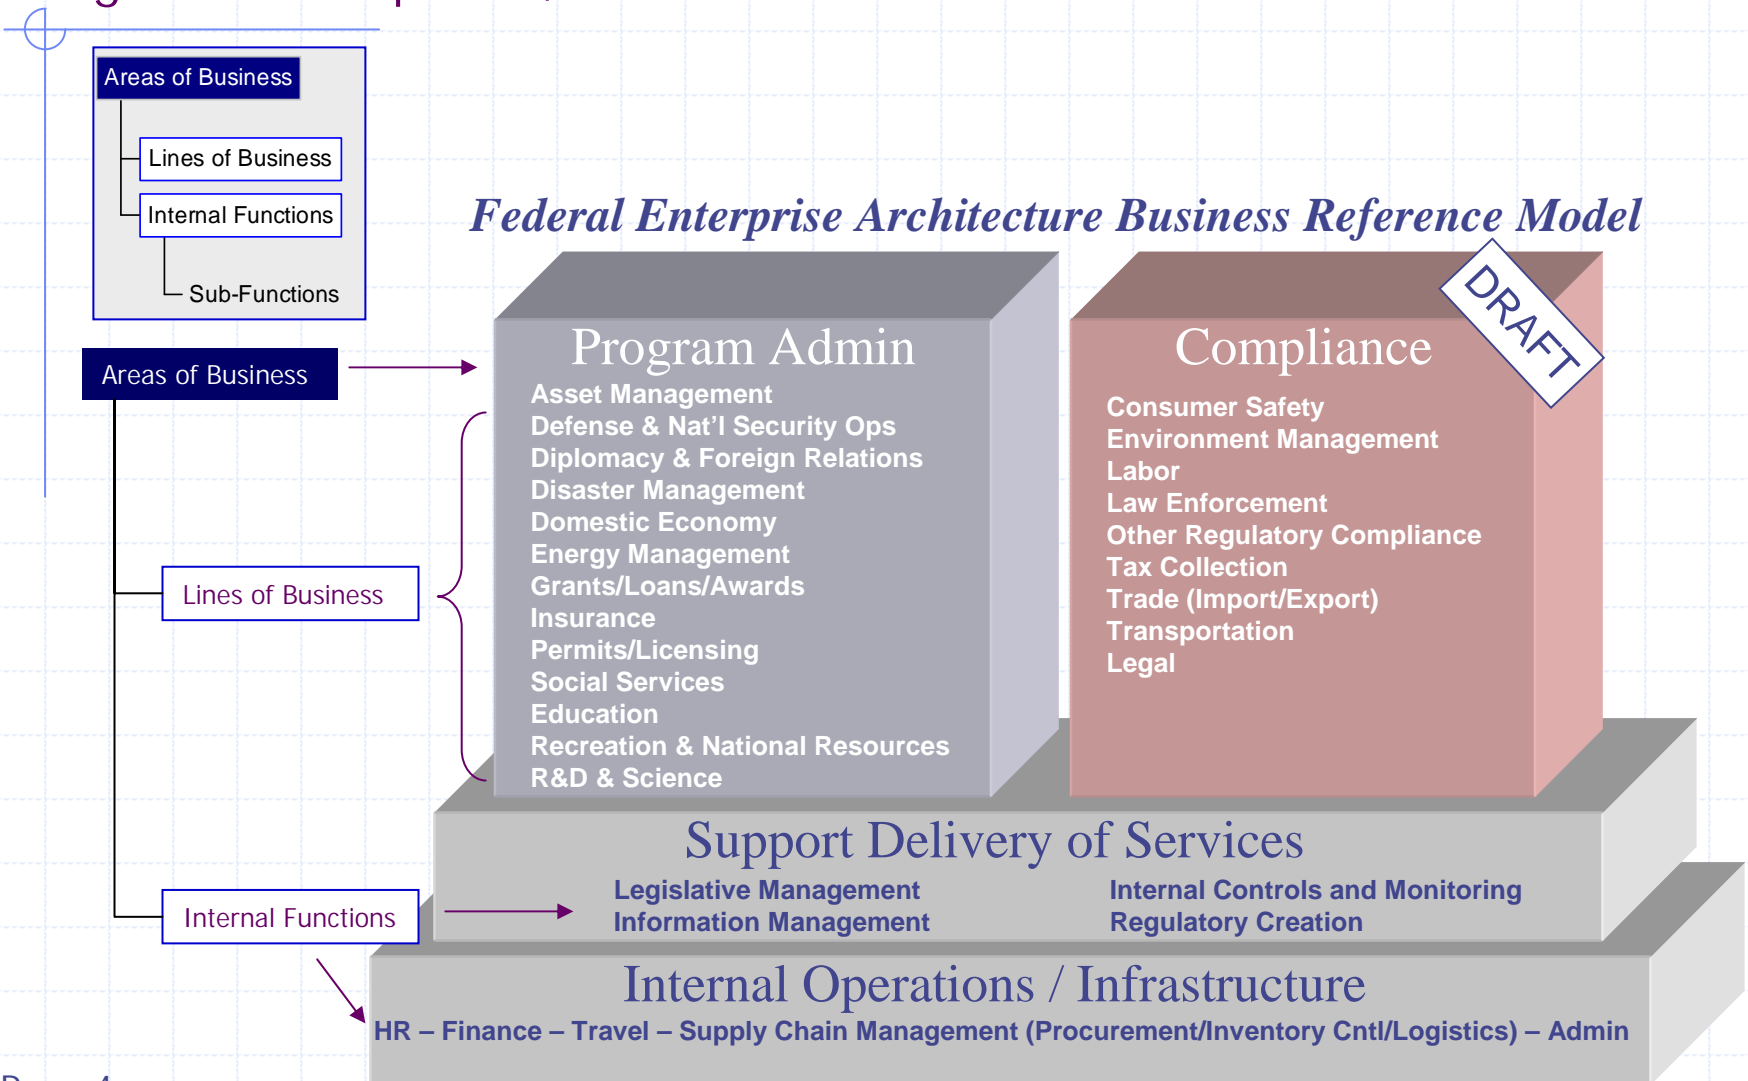 Areas of Business
Lines of Business
Internal Functions
Sub-Functions
Federal Enterprise Architecture Business Reference Model
DRAFT
Areas of Business
Lines of Business
Internal Functions
Program Admin
Asset Management
Defense & Nat’l Security Ops
Diplomacy & Foreign Relations
Disaster Management
Domestic Economy
Energy Management
Grants/Loans/Awards
Insurance
Permits/Licensing
Social Services
Education
Recreation & National Resources
R&D & Science
Compliance
Consumer Safety
Environment Management
Labor
Law Enforcement
Other Regulatory Compliance
Tax Collection
Trade (Import/Export)
Transportation
Legal
Support Delivery of Services
Legislative Management
Information Management
Internal Controls and Monitoring
Regulatory Creation
Internal Operations / Infrastructure
HR – Finance – Travel – Supply Chain Management (Procurement/Inventory Cntl/Logistics) – Admin